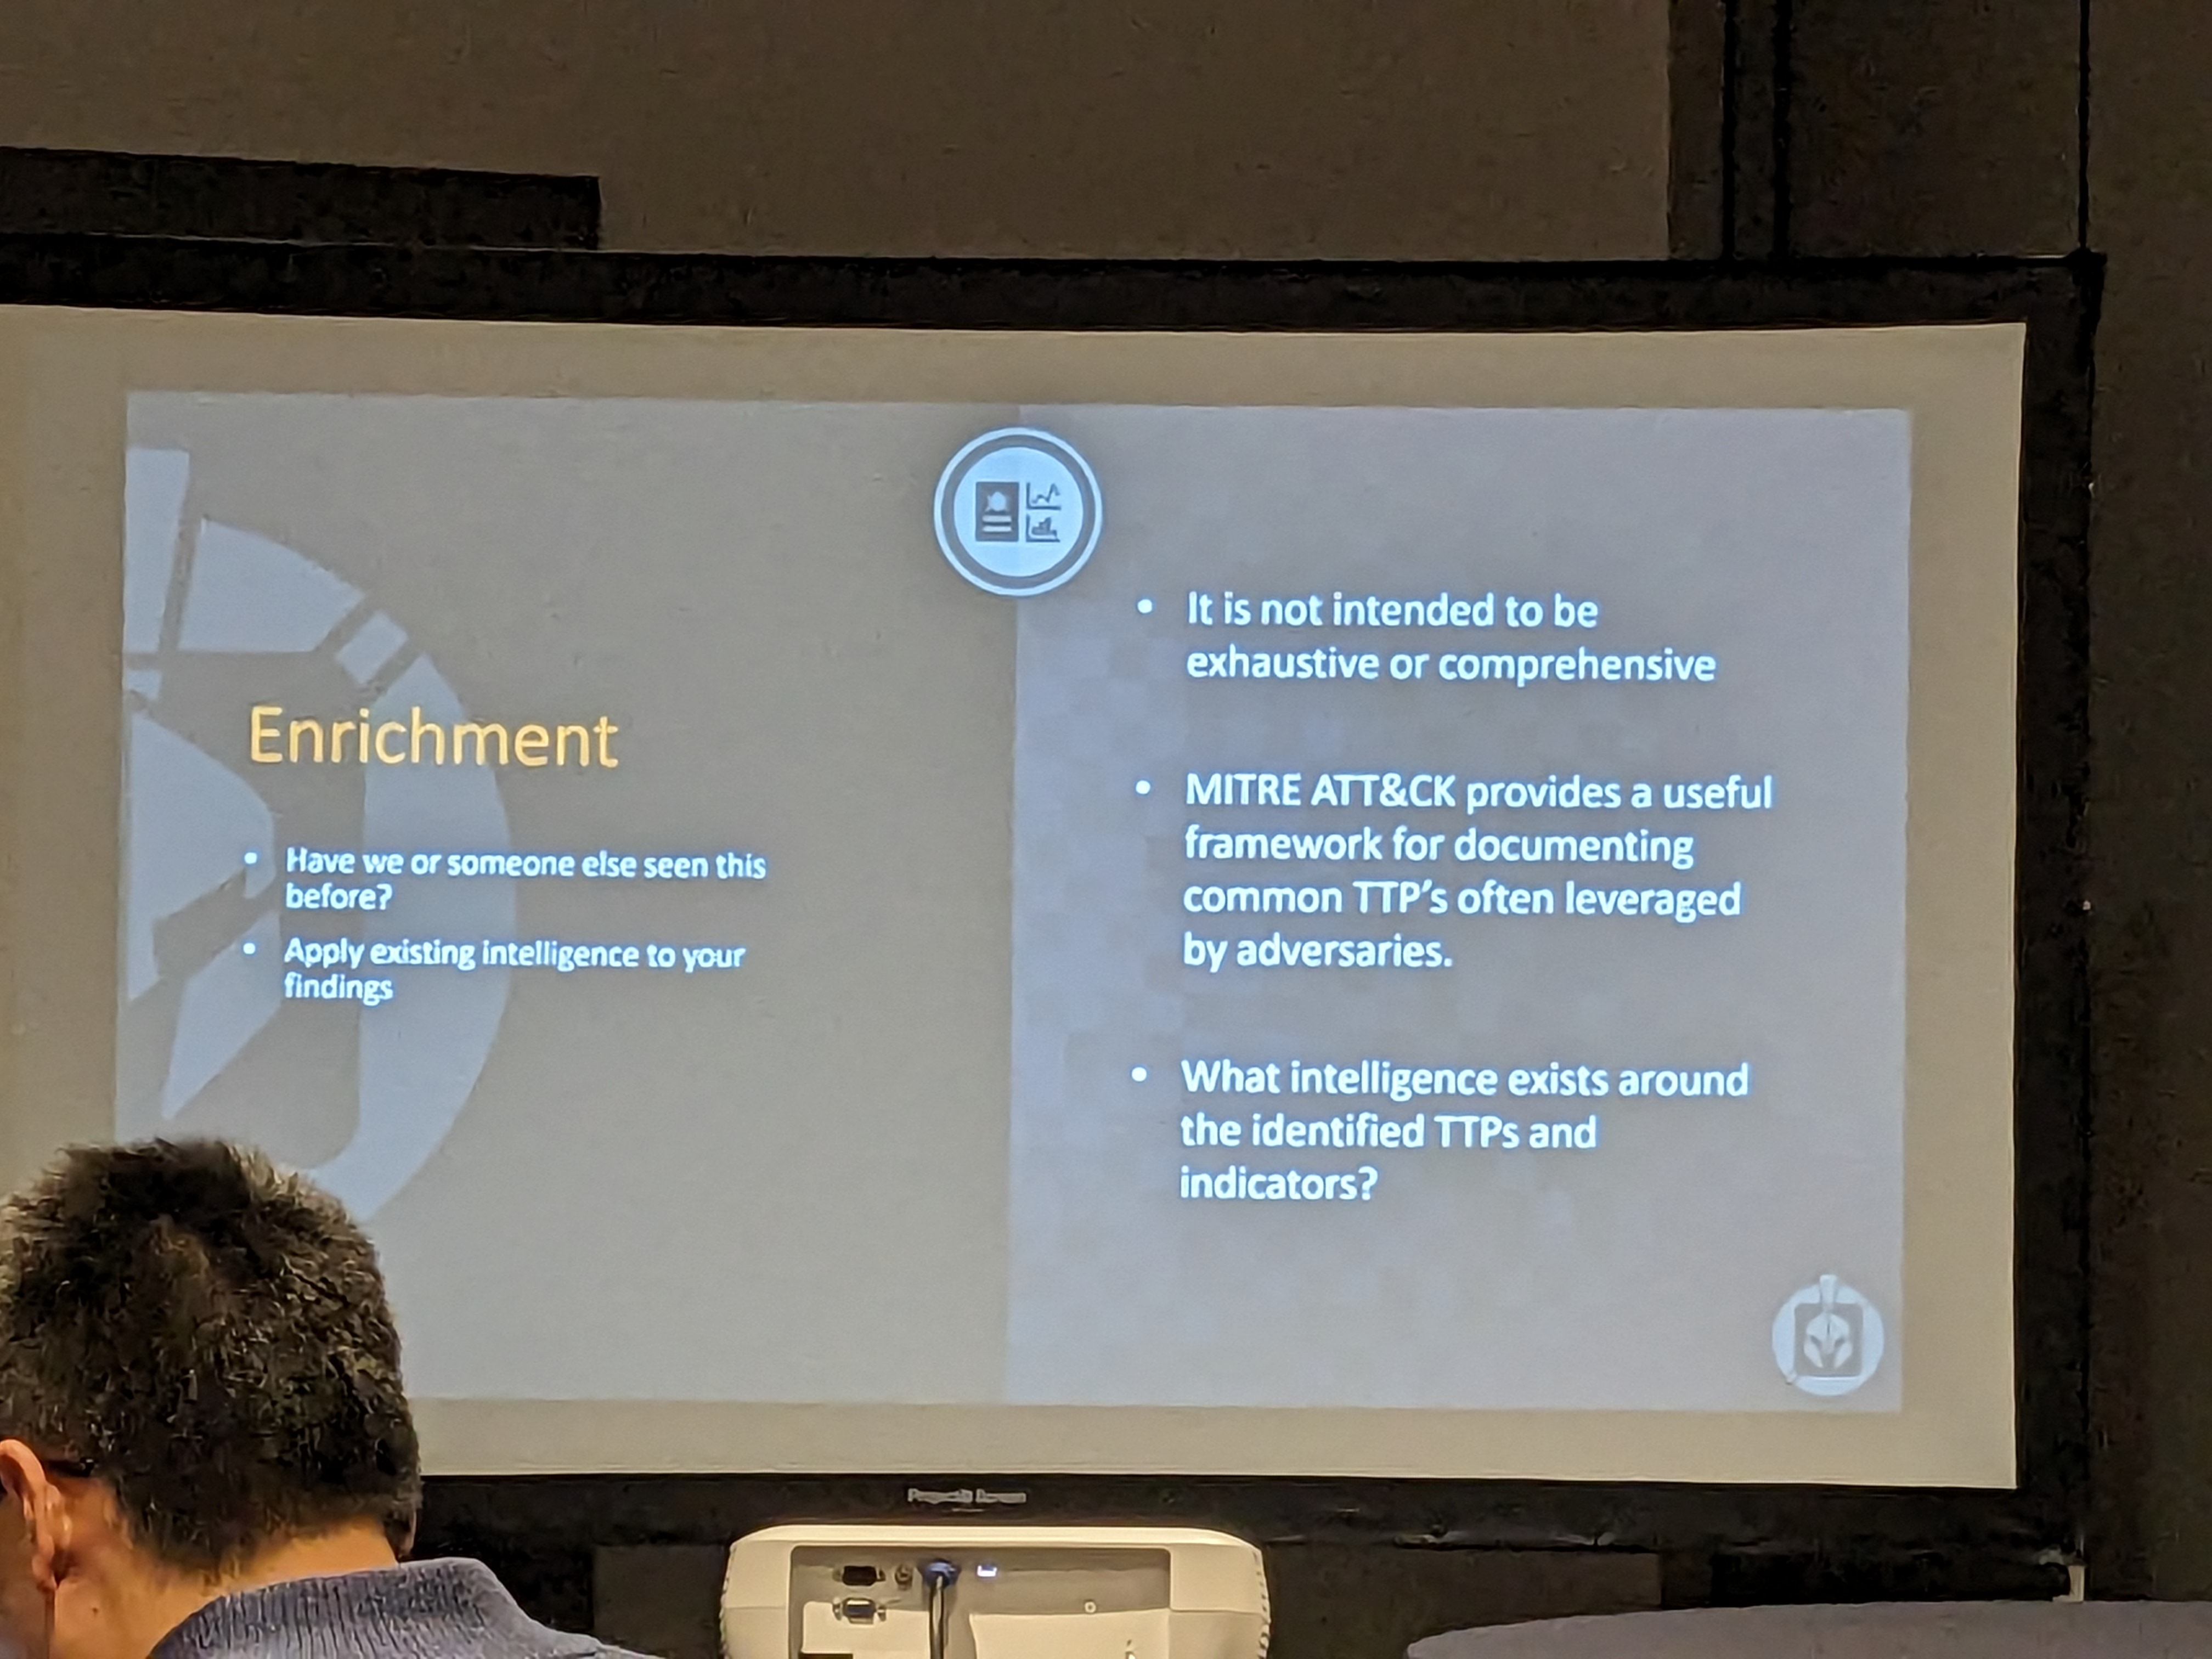 Enrichment
• Have we or someone else seen this
before?
• Apply existing intelligence to your
findings
• It is not intended to be
exhaustive or comprehensive
• MITRE ATT&CK provides a useful
framework for documenting
common TTP's often leveraged
by adversaries.
• What intelligence exists around
the identified TTPs and
indicators?